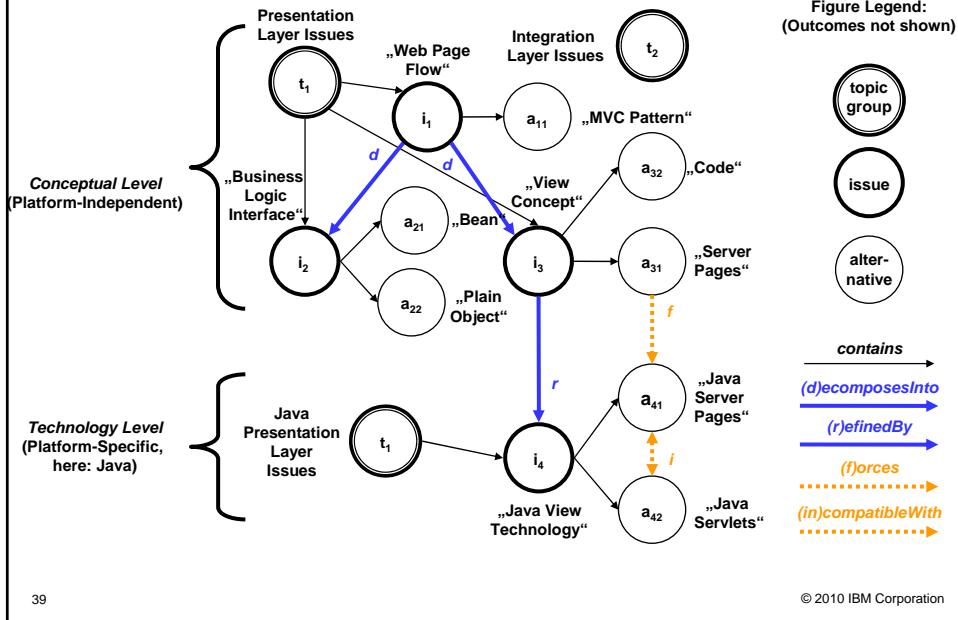 Presentation
Layer Issues
t1
„Web Page
Flow“
i1
Integration
Layer Issues
t2
a11
„MVC Pattern“
d
d
a32
„Code“
Conceptual Level
(Platform-Independent)
„Business
Logic
Interface“
a21
„Bean“
„View
Concept“
i2
i3
a31
„Server
Pages“
a22
„Plain
Object“
f
r
Technology Level
(Platform-Specific,
here: Java)
Java
Presentation
Layer
Issues
t1
i4
„Java View
Technology“
a41
„Java
Server
Pages“
i
a42
„Java
Servlets“
Figure Legend:
(Outcomes not shown)
topic
group
issue
alter-
native
contains
(d)ecomposesInto
(r)efinedBy
(f)orces
(in)compatibleWith
39
© 2010 IBM Corporation